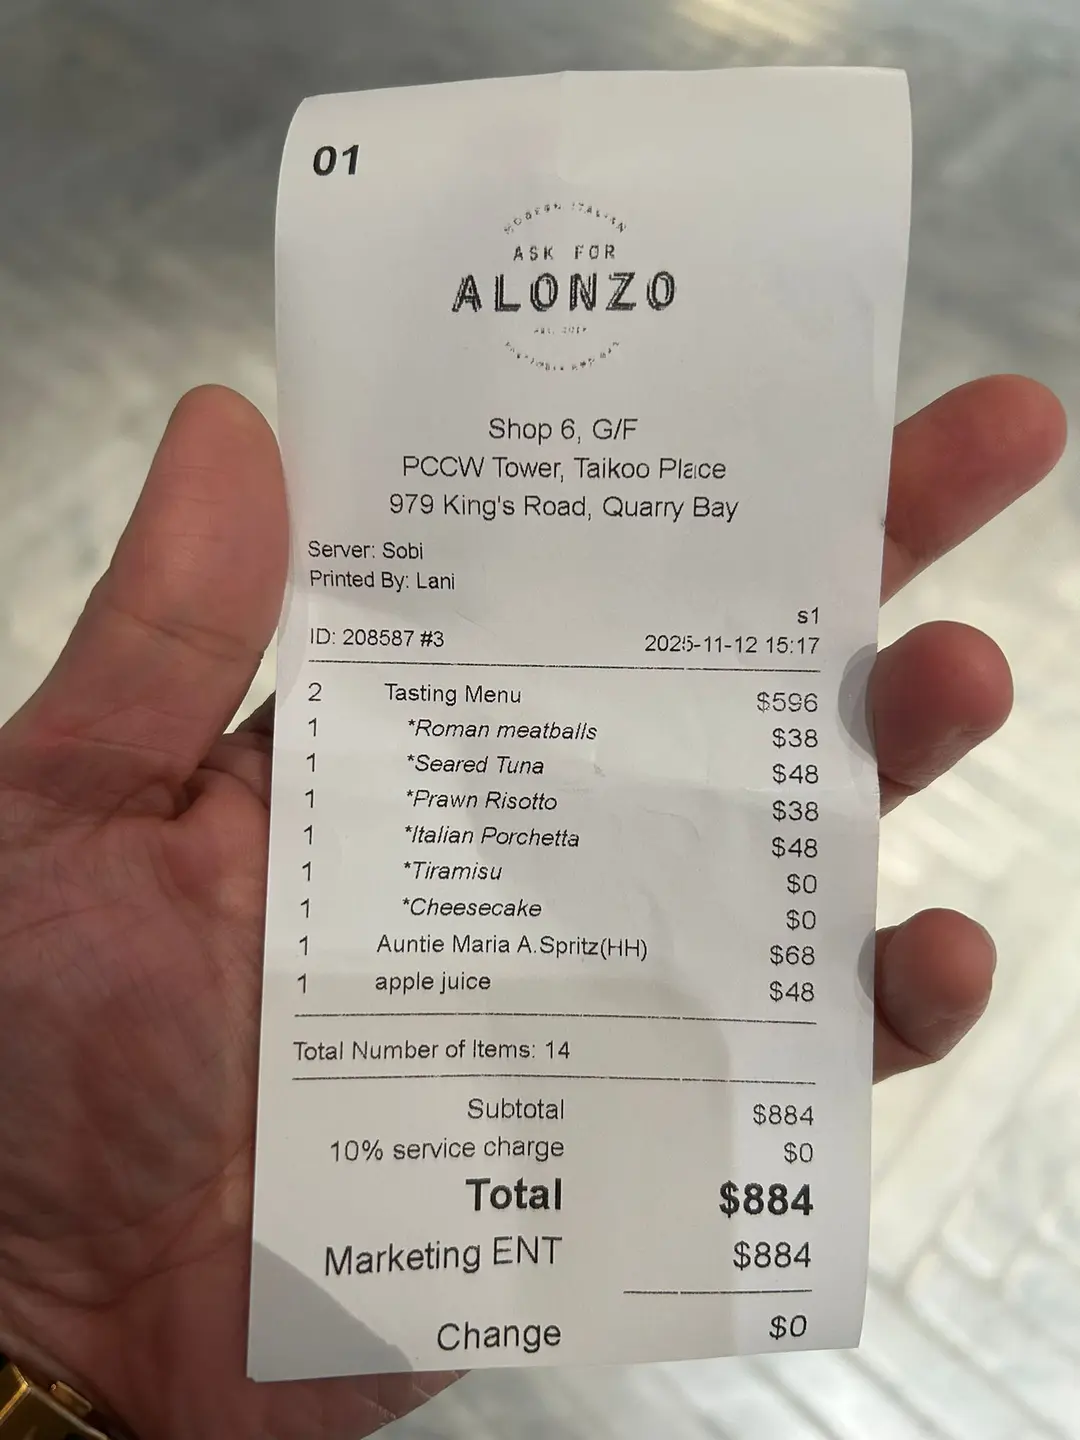 01
MODERN ITALIAN
ASK FOR
ALONZO
Shop 6, G/F
PCCW Tower, Taikoo Place
979 King's Road, Quarry Bay
Server: Sobi
Printed By: Lani
s1
ID: 208587 #3 2025-11-12 15:17
2 Tasting Menu $596
1 *Roman meatballs $38
1 *Seared Tuna $48
1 *Prawn Risotto $38
1 *Italian Porchetta $48
1 *Tiramisu $0
1 *Cheesecake $0
1 Auntie Maria A.Spritz(HH) $68
1 apple juice $48
Total Number of Items: 14
Subtotal $884
10% service charge $0
Total $884
Marketing ENT $884
Change $0